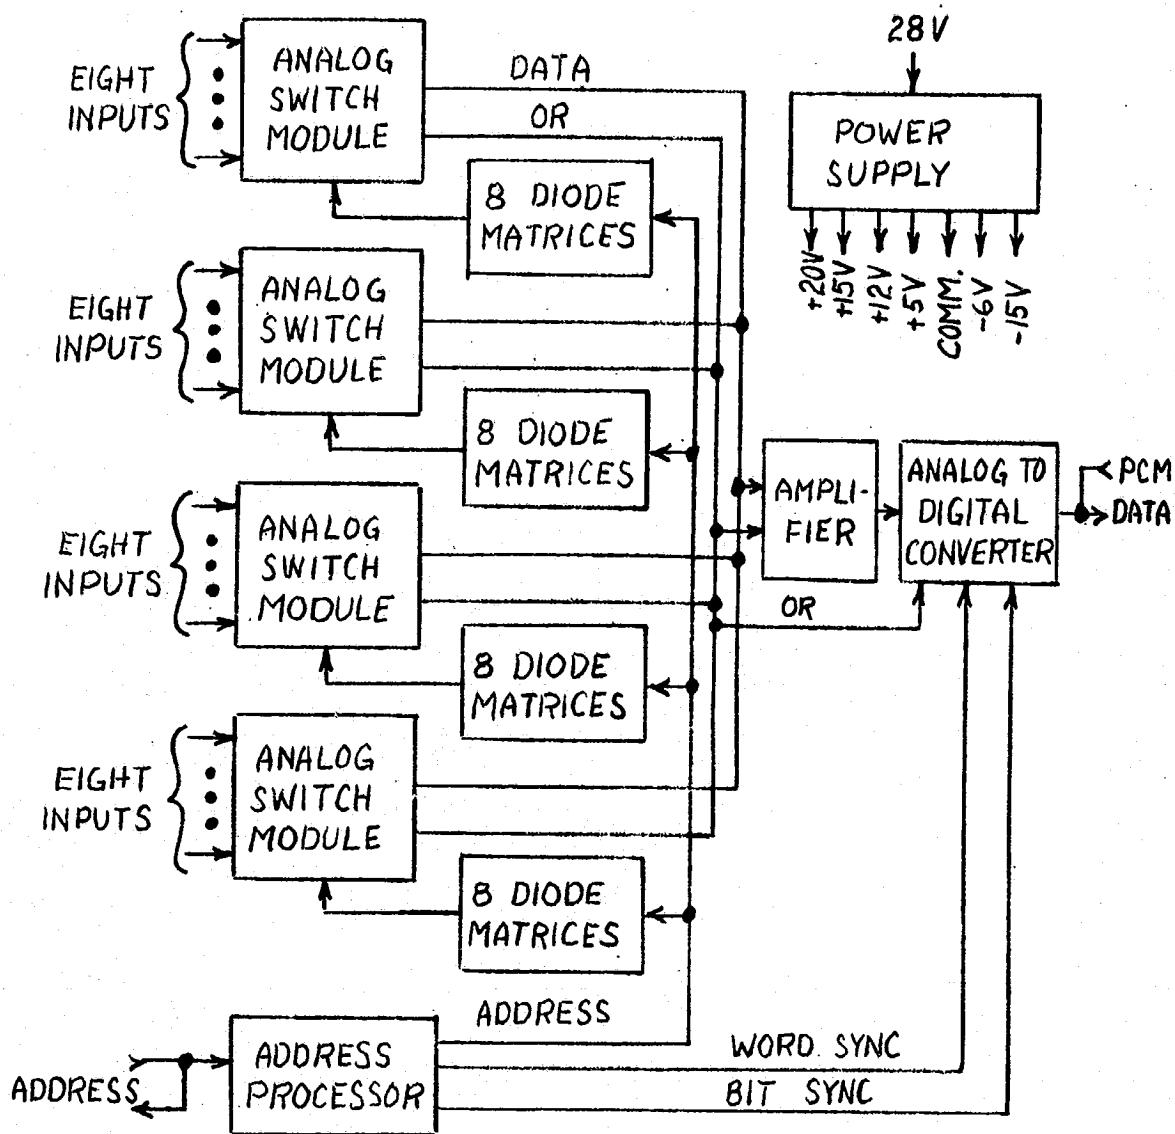 EIGHT
INPUTS
ANALOG
SWITCH
MODULE
DATA
OR
8 DIODE
MATRICES
28V
POWER
SUPPLY
+20V
+15V
+12V
+5V
COMM.
-6V
-15V
EIGHT
INPUTS
ANALOG
SWITCH
MODULE
8 DIODE
MATRICES
AMPLI-
FIER
ANALOG TO
DIGITAL
CONVERTER
PCM
DATA
OR
EIGHT
INPUTS
ANALOG
SWITCH
MODULE
8 DIODE
MATRICES
EIGHT
INPUTS
ANALOG
SWITCH
MODULE
8 DIODE
MATRICES
ADDRESS
ADDRESS
PROCESSOR
ADDRESS
WORD SYNC
BIT SYNC